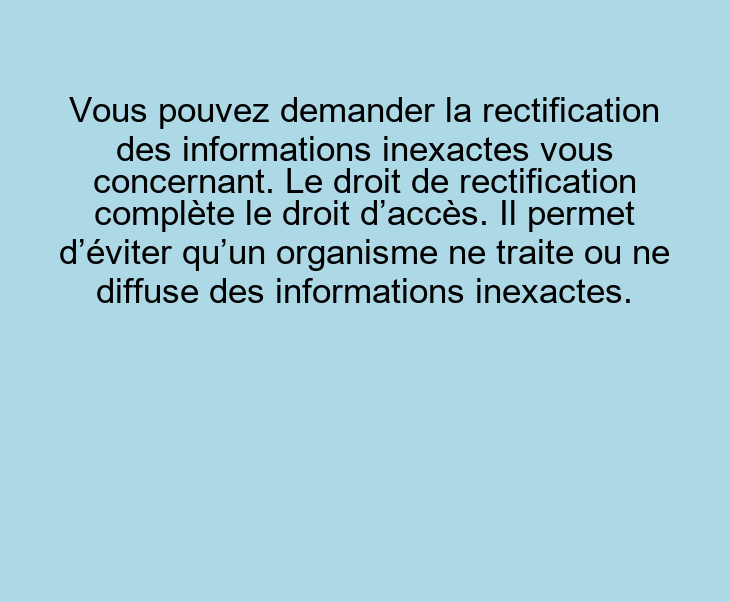 Vous pouvez demander la rectification
des informations inexactes vous
concernant. Le droit de rectification
complète le droit d’accès. Il permet
d’éviter qu’un organisme ne traite ou ne
diffuse des informations inexactes.